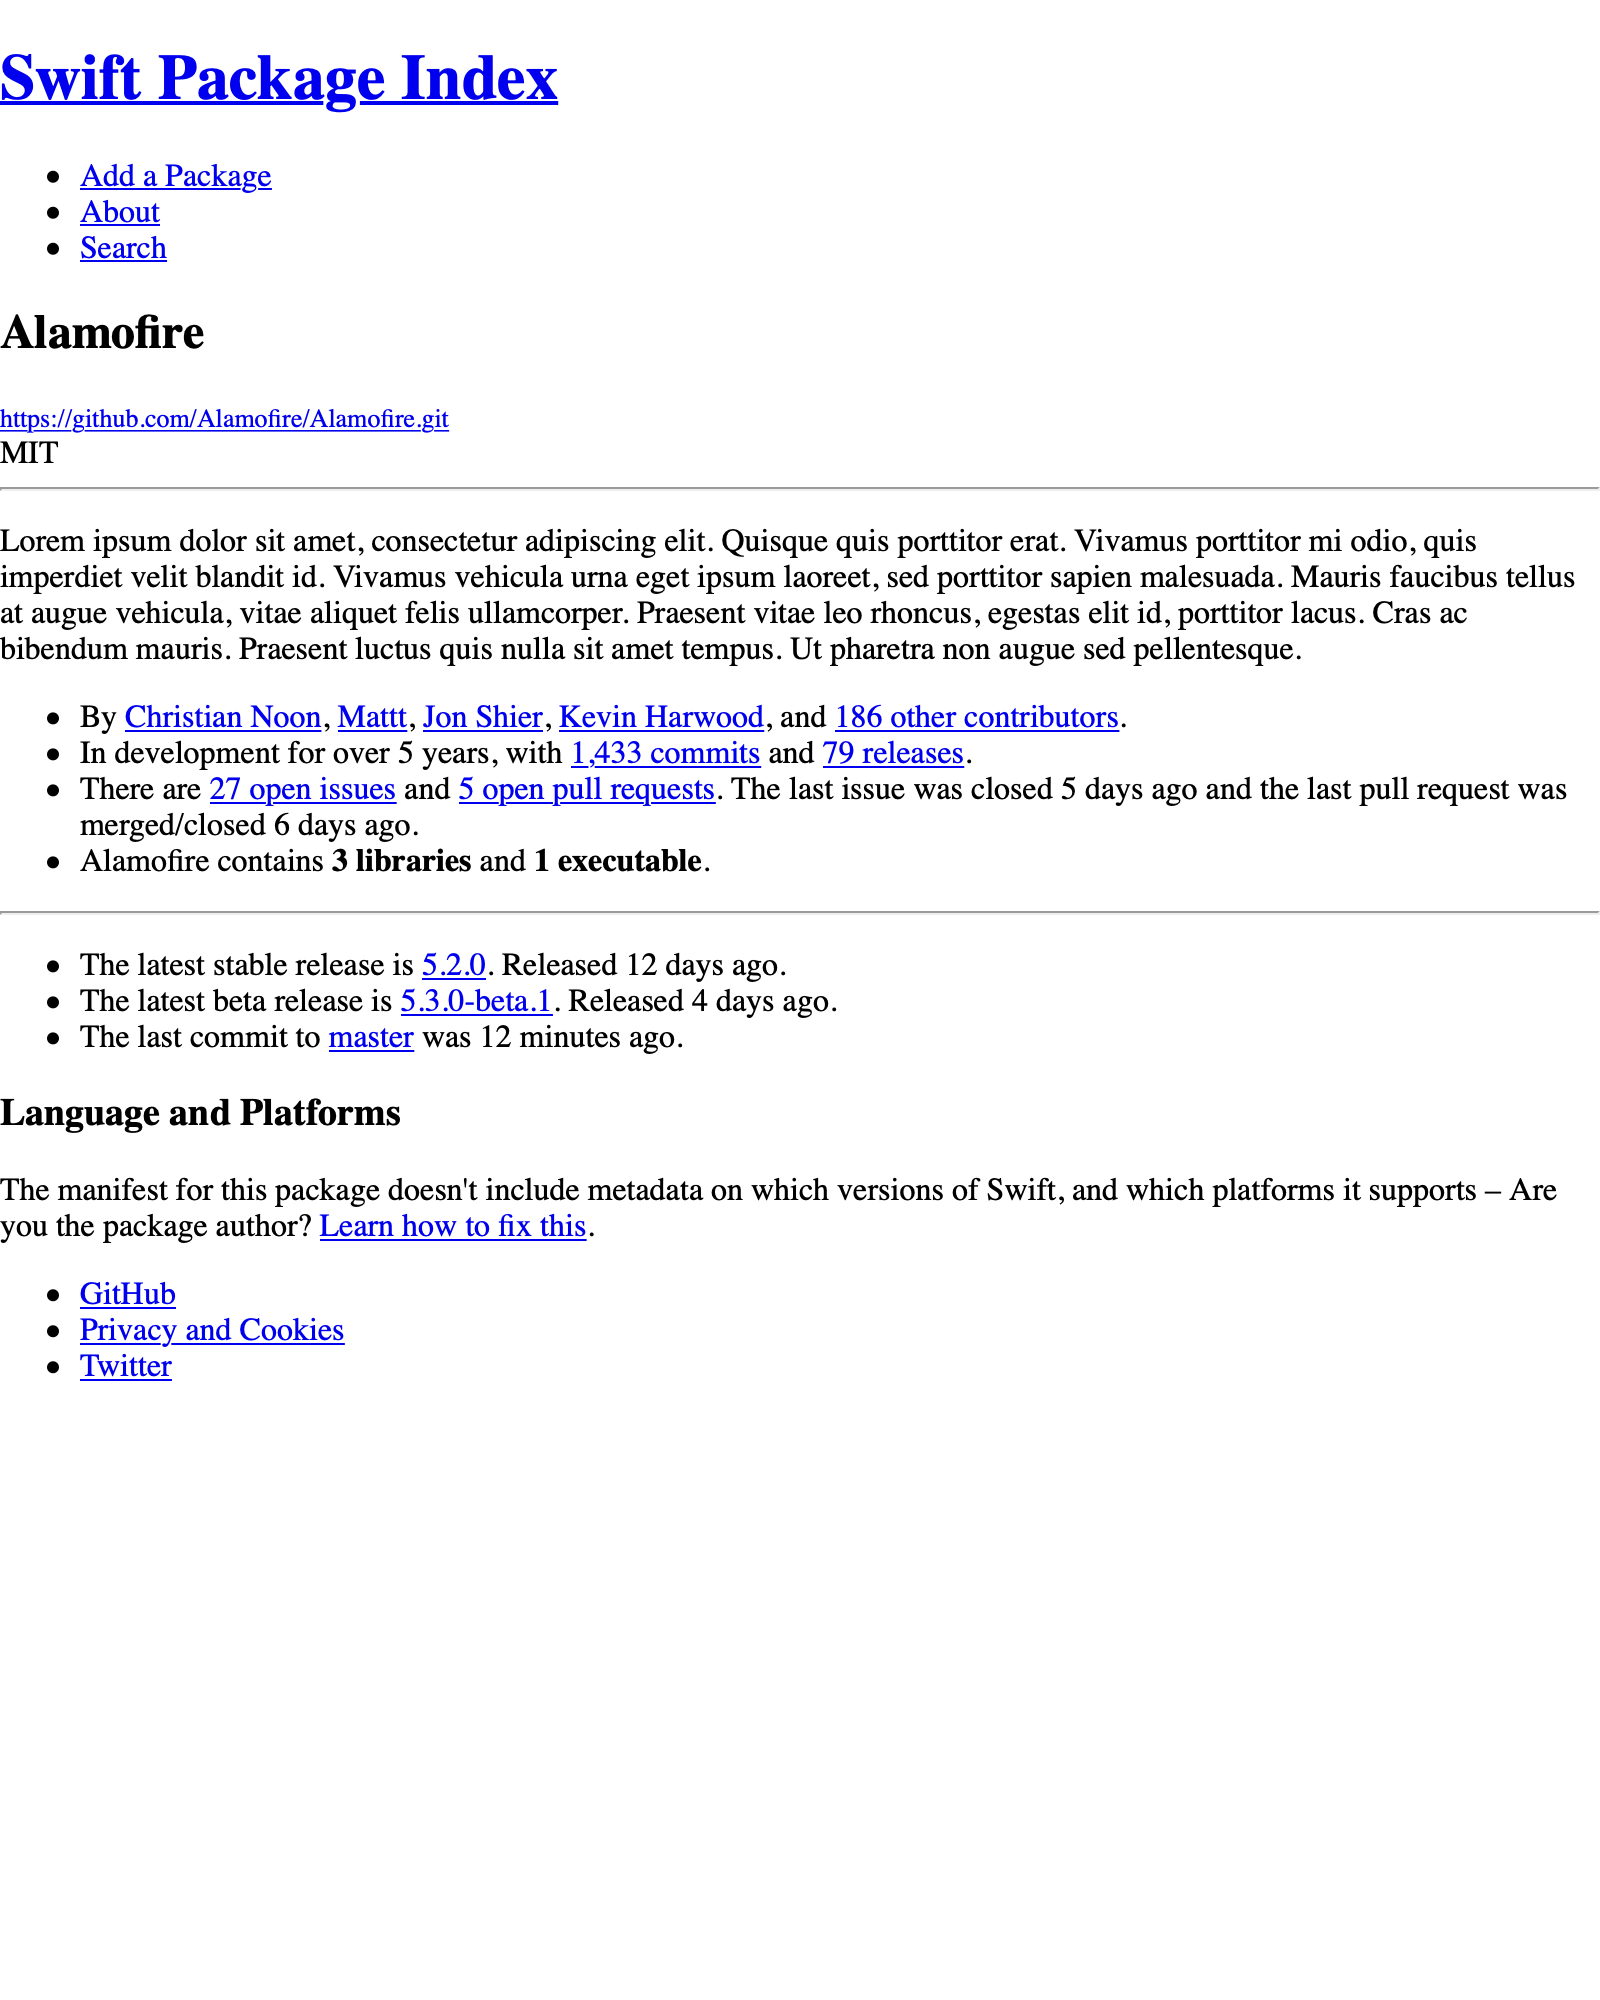 Swift Package Index
Add a Package
About
Search
Alamofire
https://github.com/Alamofire/Alamofire.git
MIT
Lorem ipsum dolor sit amet, consectetur adipiscing elit. Quisque quis porttitor erat. Vivamus porttitor mi odio, quis
imperdiet velit blandit id. Vivamus vehicula urna eget ipsum laoreet, sed porttitor sapien malesuada. Mauris faucibus tellus
at augue vehicula, vitae aliquet felis ullamcorper. Praesent vitae leo rhoncus, egestas elit id, porttitor lacus. Cras ac
bibendum mauris. Praesent luctus quis nulla sit amet tempus. Ut pharetra non augue sed pellentesque.
By Christian Noon, Mattt, Jon Shier, Kevin Harwood, and 186 other contributors.
In development for over 5 years, with 1,433 commits and 79 releases.
There are 27 open issues and 5 open pull requests. The last issue was closed 5 days ago and the last pull request was
merged/closed 6 days ago.
Alamofire contains 3 libraries and 1 executable.
The latest stable release is 5.2.0. Released 12 days ago.
The latest beta release is 5.3.0-beta.1. Released 4 days ago.
The last commit to master was 12 minutes ago.
Language and Platforms
The manifest for this package doesn't include metadata on which versions of Swift, and which platforms it supports – Are
you the package author? Learn how to fix this.
GitHub
Privacy and Cookies
Twitter